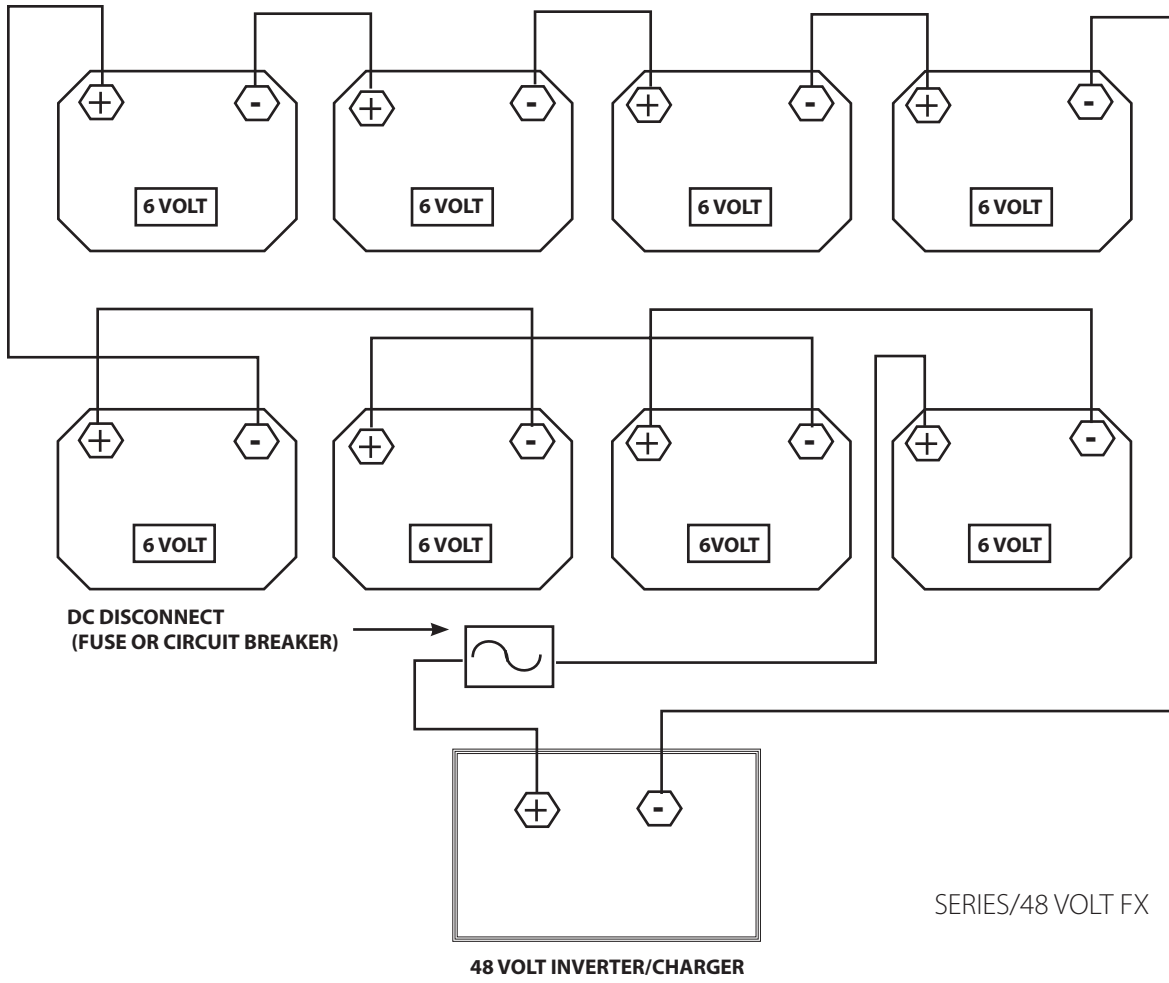 + - + - + - + -
6 VOLT 6 VOLT 6 VOLT 6 VOLT
+ - + - + - + -
6 VOLT 6 VOLT 6VOLT 6 VOLT
DC DISCONNECT
(FUSE OR CIRCUIT BREAKER)
+ -
SERIES/48 VOLT FX
48 VOLT INVERTER/CHARGER